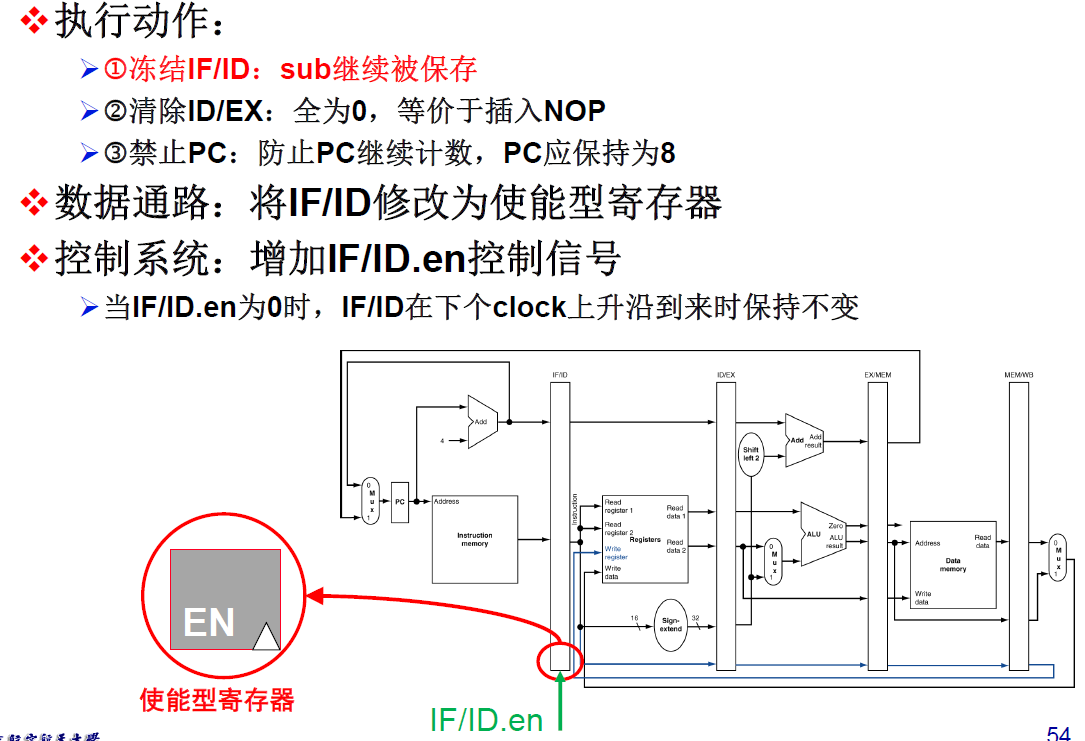 ❖执行动作：
➢①冻结IF/ID：sub继续被保存
➢②清除ID/EX：全为0，等价于插入NOP
➢③禁止PC：防止PC继续计数，PC应保持为8
❖数据通路：将IF/ID修改为使能型寄存器
❖控制系统：增加IF/ID.en控制信号
➢当IF/ID.en为0时，IF/ID在下个clock上升沿到来时保持不变
IF/ID
ID/EX
EX/MEM
MEM/WB
Add
4
Shift
left 2
Add
Add
result
0
M
u
x
1
PC
Address
Instruction
memory
Instruction
Read
register 1
Read
register 2
Write
register
Write
data
Registers
Read
data 1
Read
data 2
16
Sign-
extend
32
0
M
u
x
1
ALU
Zero
ALU
result
Address
Write
data
Data
memory
Read
data
0
M
u
x
1
EN
使能型寄存器
IF/ID.en
54